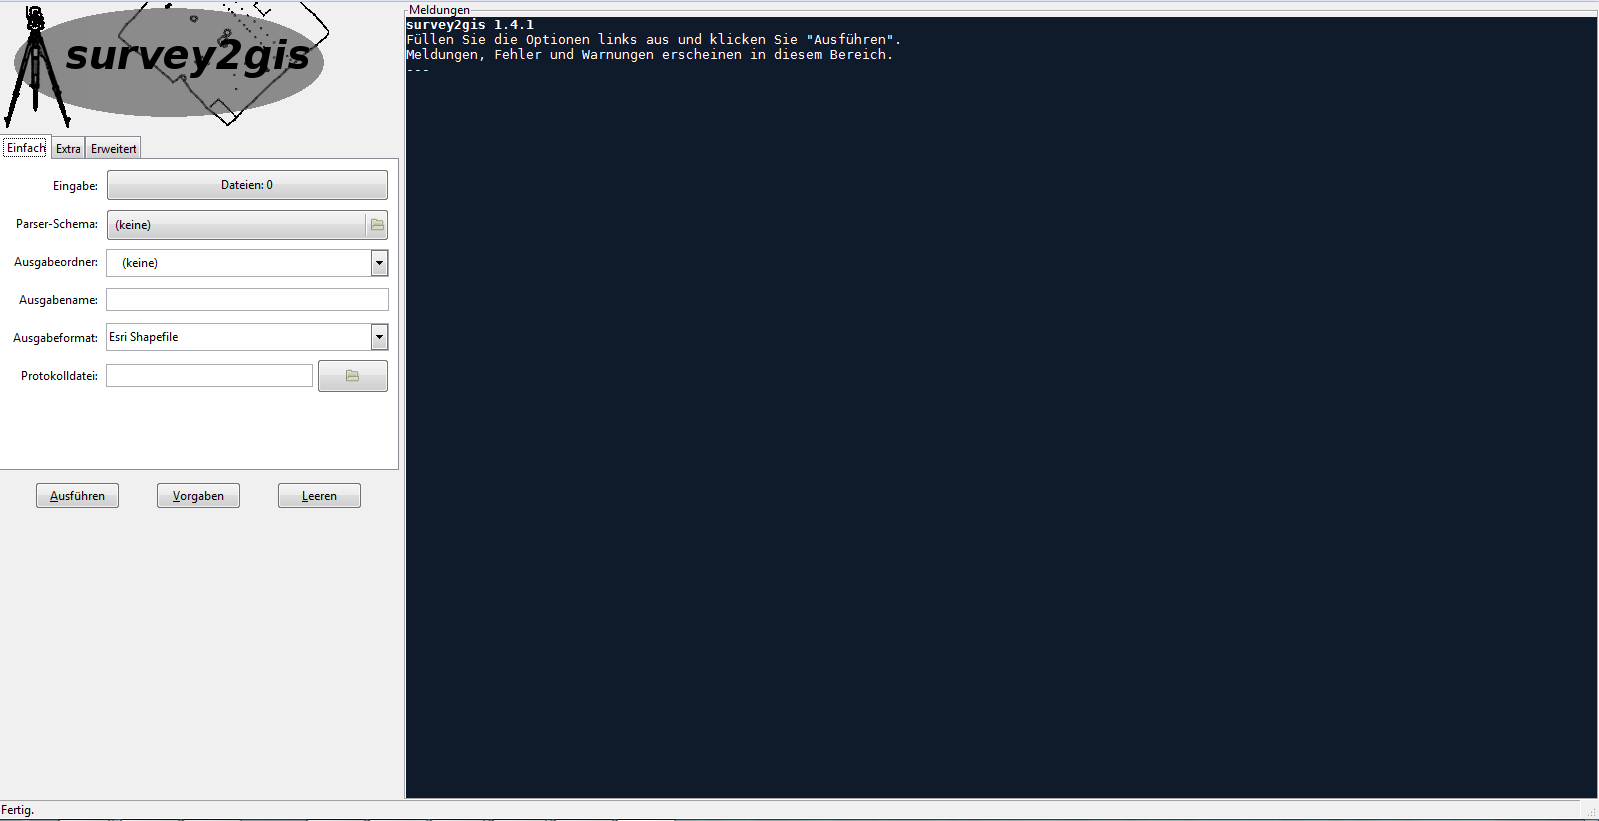 survey2gis
Einfach
Extra
Erweitert
Eingabe:
Dateien: 0
Parser-Schema:
(keine)
Ausgabeordner:
(keine)
Ausgabename:
Ausgabeformat:
Esri Shapefile
Protokolldatei:
Ausführen
Vorgaben
Leeren
Meldungen
survey2gis 1.4.1
Füllen Sie die Optionen links aus und klicken Sie "Ausführen".
Meldungen, Fehler und Warnungen erscheinen in diesem Bereich.
---
Fertig.